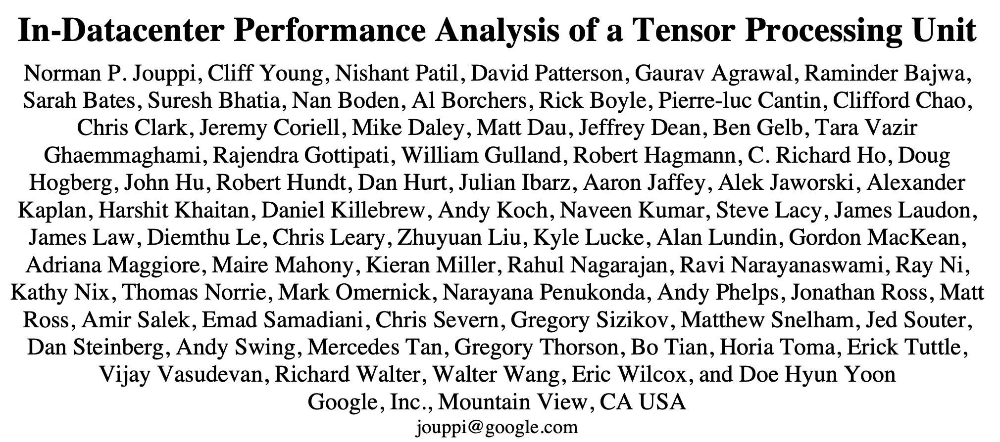 In-Datacenter Performance Analysis of a Tensor Processing Unit
Norman P. Jouppi, Cliff Young, Nishant Patil, David Patterson, Gaurav Agrawal, Raminder Bajwa,
Sarah Bates, Suresh Bhatia, Nan Boden, Al Borchers, Rick Boyle, Pierre-luc Cantin, Clifford Chao,
Chris Clark, Jeremy Coriell, Mike Daley, Matt Dau, Jeffrey Dean, Ben Gelb, Tara Vazir
Ghaemmaghami, Rajendra Gottipati, William Gulland, Robert Hagmann, C. Richard Ho, Doug
Hogberg, John Hu, Robert Hundt, Dan Hurt, Julian Ibarz, Aaron Jaffey, Alek Jaworski, Alexander
Kaplan, Harshit Khaitan, Daniel Killebrew, Andy Koch, Naveen Kumar, Steve Lacy, James Laudon,
James Law, Diemthu Le, Chris Leary, Zhuyuan Liu, Kyle Lucke, Alan Lundin, Gordon MacKean,
Adriana Maggiore, Maire Mahony, Kieran Miller, Rahul Nagarajan, Ravi Narayanaswami, Ray Ni,
Kathy Nix, Thomas Norrie, Mark Omernick, Narayana Penukonda, Andy Phelps, Jonathan Ross, Matt
Ross, Amir Salek, Emad Samadiani, Chris Severn, Gregory Sizikov, Matthew Snelham, Jed Souter,
Dan Steinberg, Andy Swing, Mercedes Tan, Gregory Thorson, Bo Tian, Horia Toma, Erick Tuttle,
Vijay Vasudevan, Richard Walter, Walter Wang, Eric Wilcox, and Doe Hyun Yoon
Google, Inc., Mountain View, CA USA
jouppi@google.com